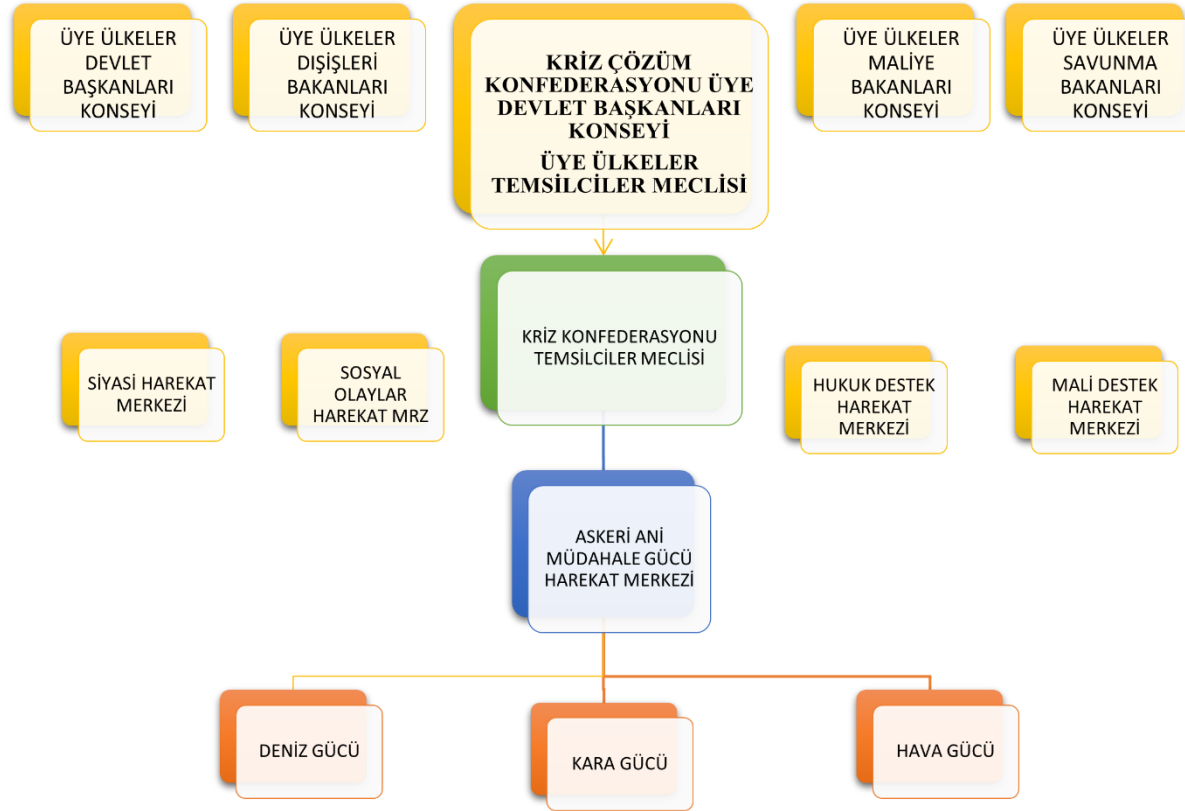 ÜYE ÜLKELER
DEVLET
BAŞKANLARI
KONSEYİ
ÜYE ÜLKELER
DIŞİŞLERİ
BAKANLARI
KONSEYİ
KRİZ ÇÖZÜM
KONFEDERASYONU ÜYE
DEVLET BAŞKANLARI
KONSEYİ
ÜYE ÜLKELER
TEMSİLCİLER MECLİSİ
ÜYE ÜLKELER
MALİYE
BAKANLARI
KONSEYİ
ÜYE ÜLKELER
SAVUNMA
BAKANLARI
KONSEYİ
SİYASİ HAREKAT
MERKEZİ
SOSYAL
OLAYLAR
HAREKAT MRZ
KRİZ KONFEDERASYONU
TEMSİLCİLER MECLİSİ
HUKUK DESTEK
HAREKAT
MERKEZİ
MALİ DESTEK
HAREKAT
MERKEZİ
ASKERİ ANİ
MÜDAHALE GÜCÜ
HAREKAT MERKEZİ
DENİZ GÜCÜ
KARA GÜCÜ
HAVA GÜCÜ